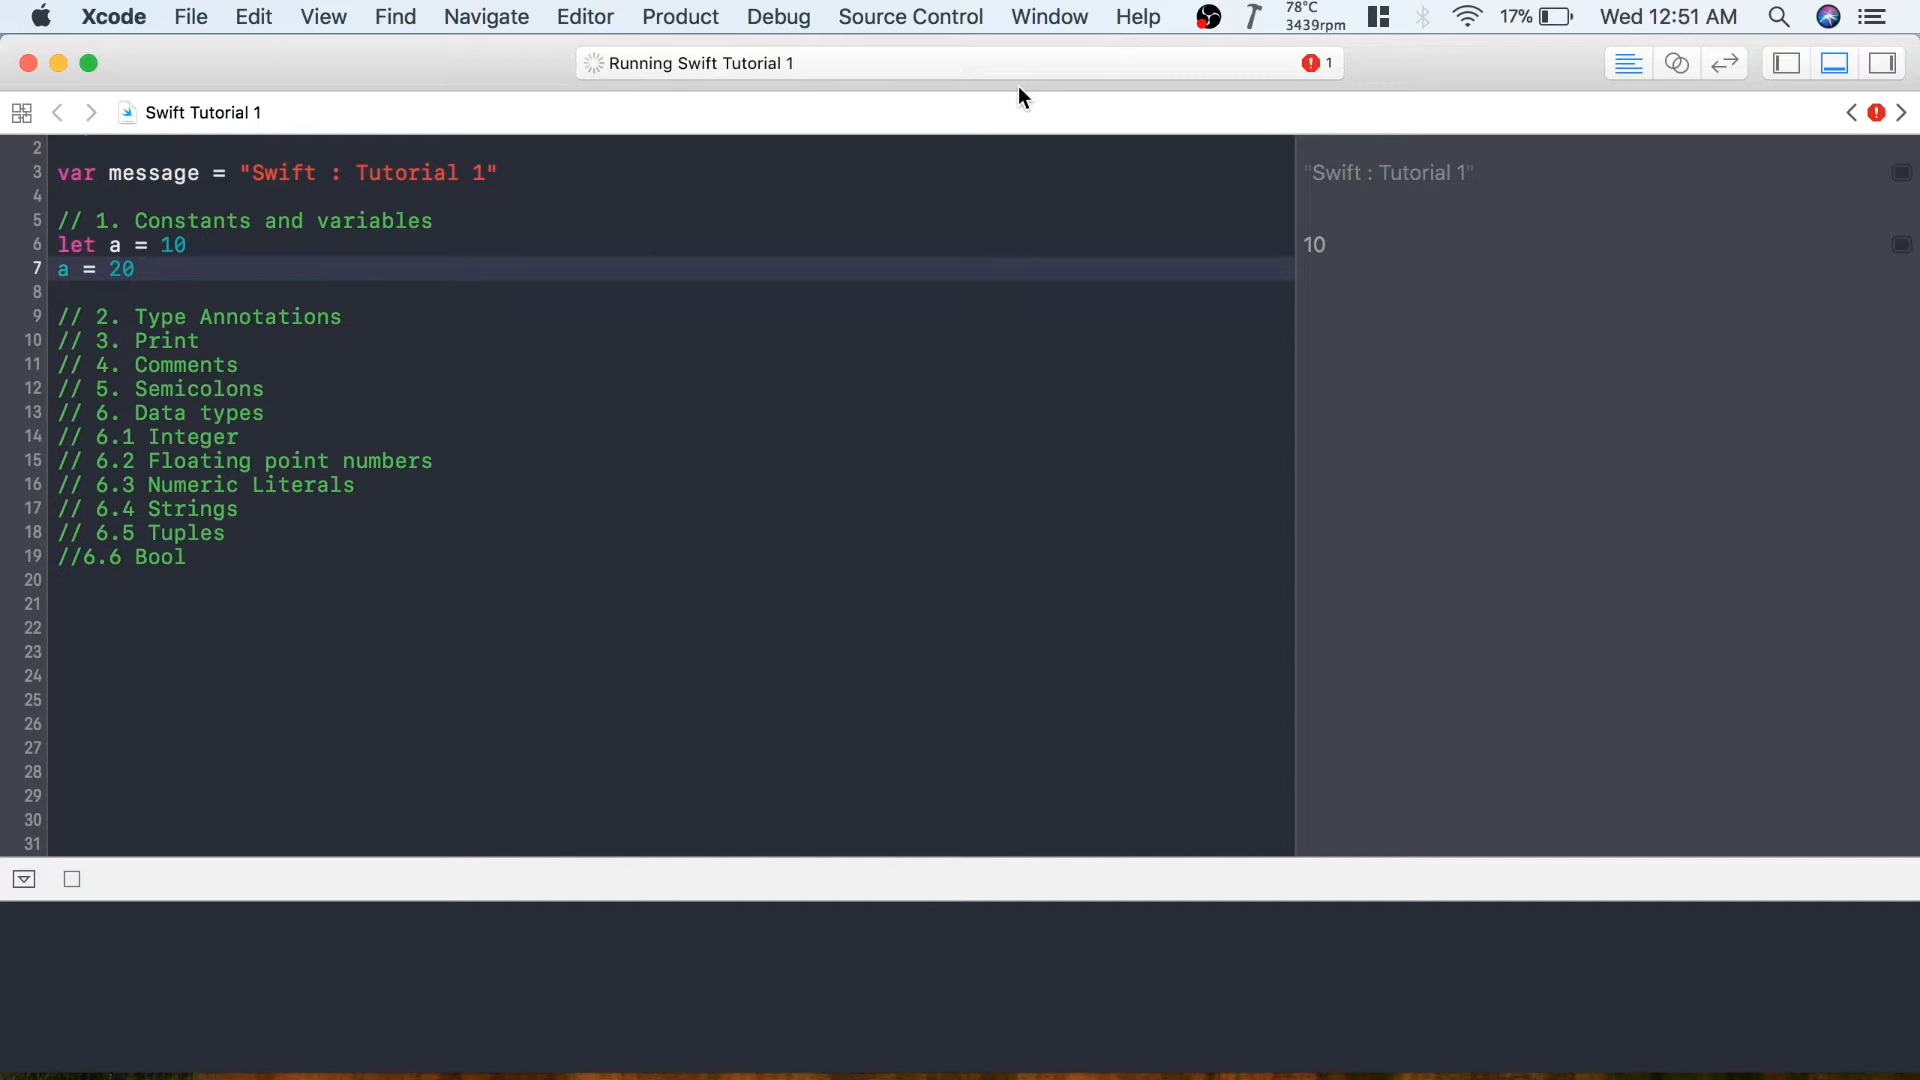 Xcode File Edit View Find Navigate Editor Product Debug Source Control Window Help 78°C 3439rpm 17% Wed 12:51 AM
Running Swift Tutorial 1 1
Swift Tutorial 1
2
3 var message = "Swift : Tutorial 1" "Swift : Tutorial 1"
4
5 // 1. Constants and variables
6 let a = 10 10
7 a = 20
8
9 // 2. Type Annotations
10 // 3. Print
11 // 4. Comments
12 // 5. Semicolons
13 // 6. Data types
14 // 6.1 Integer
15 // 6.2 Floating point numbers
16 // 6.3 Numeric Literals
17 // 6.4 Strings
18 // 6.5 Tuples
19 //6.6 Bool
20
21
22
23
24
25
26
27
28
29
30
31